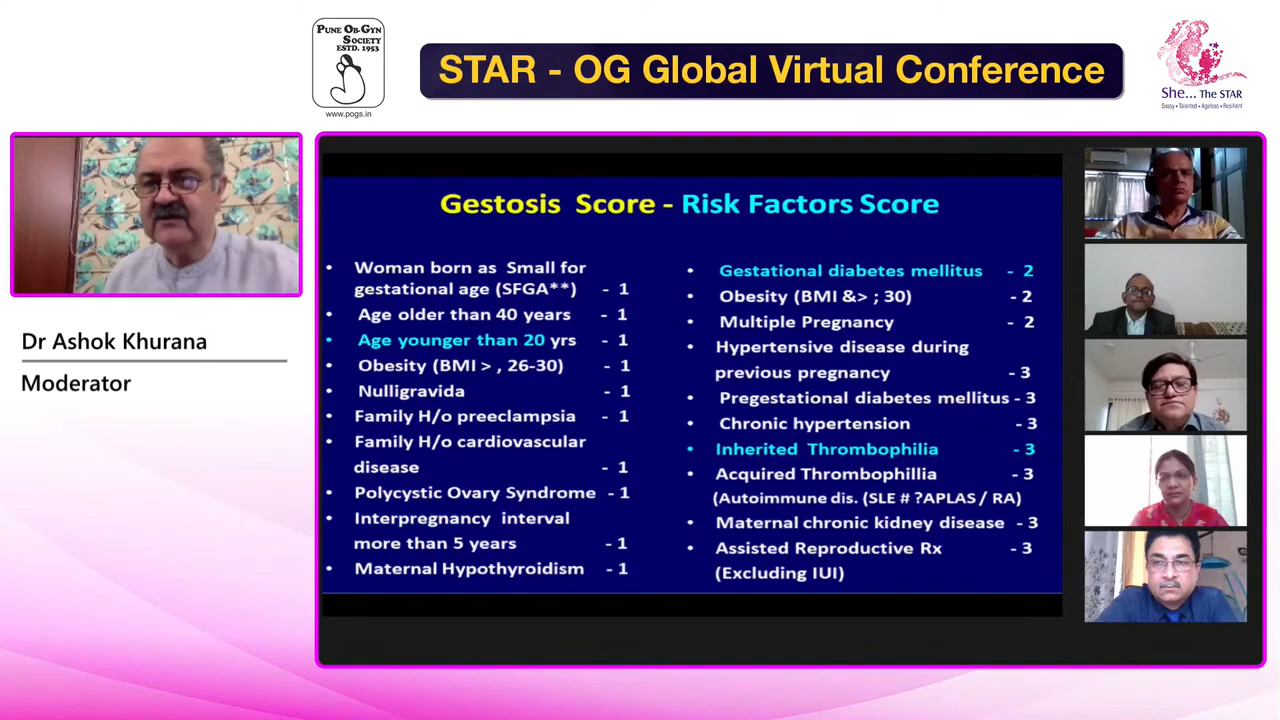 PUNE OB-GYN
SOCIETY
ESTD. 1953
www.pogs.in
STAR - OG Global Virtual Conference
She... The STAR
Sassy • Talented • Ageless • Resilient
Dr Ashok Khurana
Moderator
Gestosis Score - Risk Factors Score
• Woman born as Small for
gestational age (SFGA**) - 1
• Age older than 40 years - 1
• Age younger than 20 yrs - 1
• Obesity (BMI > , 26-30) - 1
• Nulligravida - 1
• Family H/o preeclampsia - 1
• Family H/o cardiovascular
disease - 1
• Polycystic Ovary Syndrome - 1
• Interpregnancy interval
more than 5 years - 1
• Maternal Hypothyroidism - 1
• Gestational diabetes mellitus - 2
• Obesity (BMI &> ; 30) - 2
• Multiple Pregnancy - 2
• Hypertensive disease during
previous pregnancy - 3
• Pregestational diabetes mellitus - 3
• Chronic hypertension - 3
• Inherited Thrombophilia - 3
• Acquired Thrombophillia - 3
(Autoimmune dis. (SLE # ?APLAS / RA)
• Maternal chronic kidney disease - 3
• Assisted Reproductive Rx - 3
(Excluding IUI)